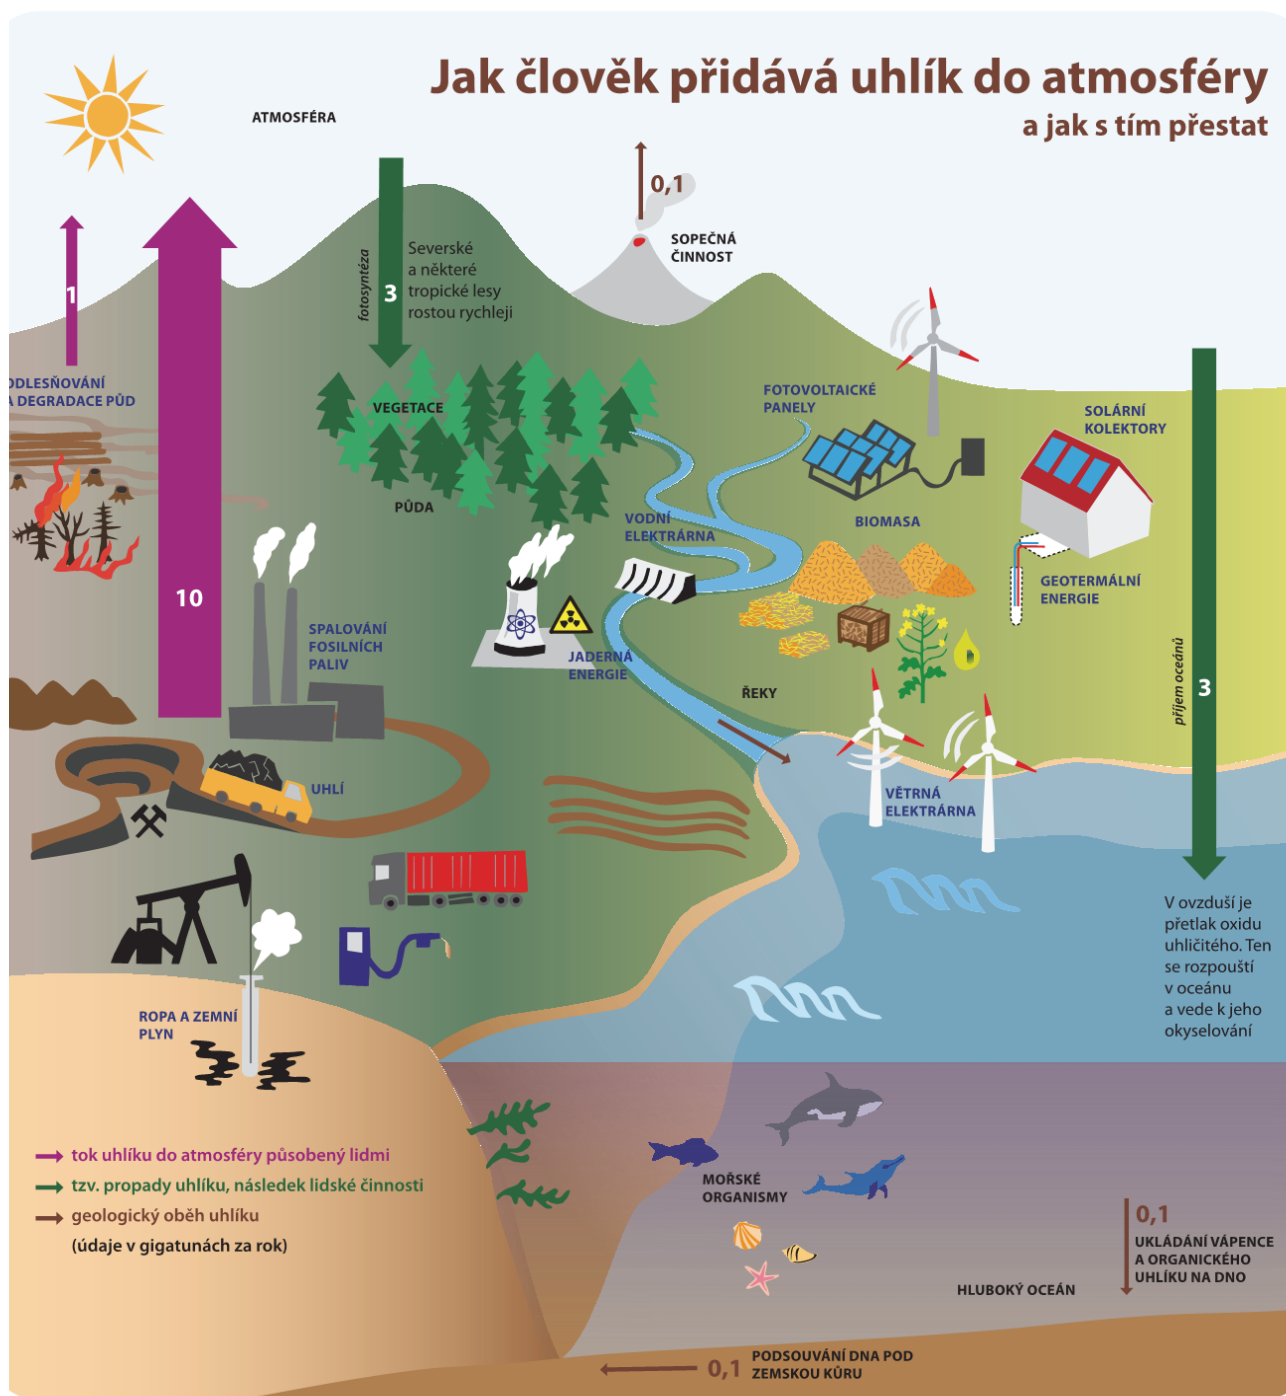 Jak člověk přidává uhlík do atmosféry
a jak s tím přestat
ATMOSFÉRA
0,1
SOPEČNÁ
ČINNOST
1
fotosyntéza
3
Severské
a některé
tropické lesy
rostou rychleji
ODLESŇOVÁNÍ
A DEGRADACE PŮD
VEGETACE
PŮDA
FOTOVOLTAICKÉ
PANELY
SOLÁRNÍ
KOLEKTORY
VODNÍ
ELEKTRÁRNA
BIOMASA
GEOTERMÁLNÍ
ENERGIE
10
SPALOVÁNÍ
FOSILNÍCH
PALIV
JADERNÁ
ENERGIE
ŘEKY
příjem oceánů
3
UHLÍ
VĚTRNÁ
ELEKTRÁRNA
V ovzduší je
přetlak oxidu
uhličitého. Ten
se rozpouští
v oceánu
a vede k jeho
okyselování
ROPA A ZEMNÍ
PLYN
tok uhlíku do atmosféry působený lidmi
tzv. propady uhlíku, následek lidské činnosti
geologický oběh uhlíku
(údaje v gigatunách za rok)
MOŘSKÉ
ORGANISMY
0,1
UKLÁDÁNÍ VÁPENCE
A ORGANICKÉHO
UHLÍKU NA DNO
HLUBOKÝ OCEÁN
0,1
PODSOUVÁNÍ DNA POD
ZEMSKOU KŮRU